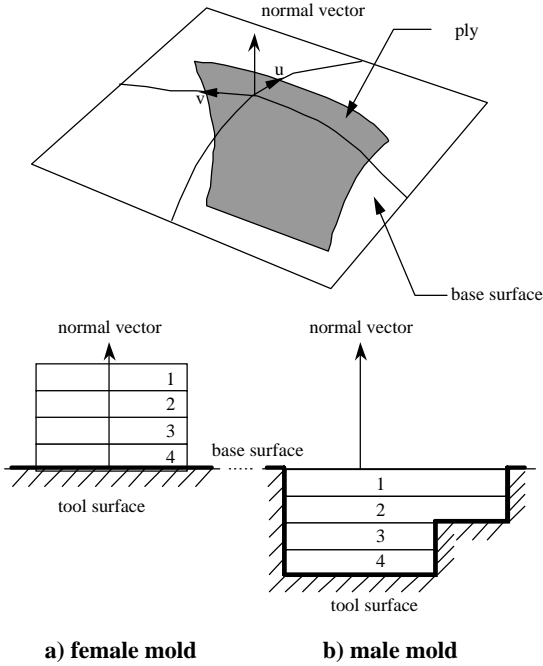 normal vector
ply
u
v
base surface
normal vector
normal vector
1
2
3
4
base surface
tool surface
1
2
3
4
tool surface
a) female mold
b) male mold